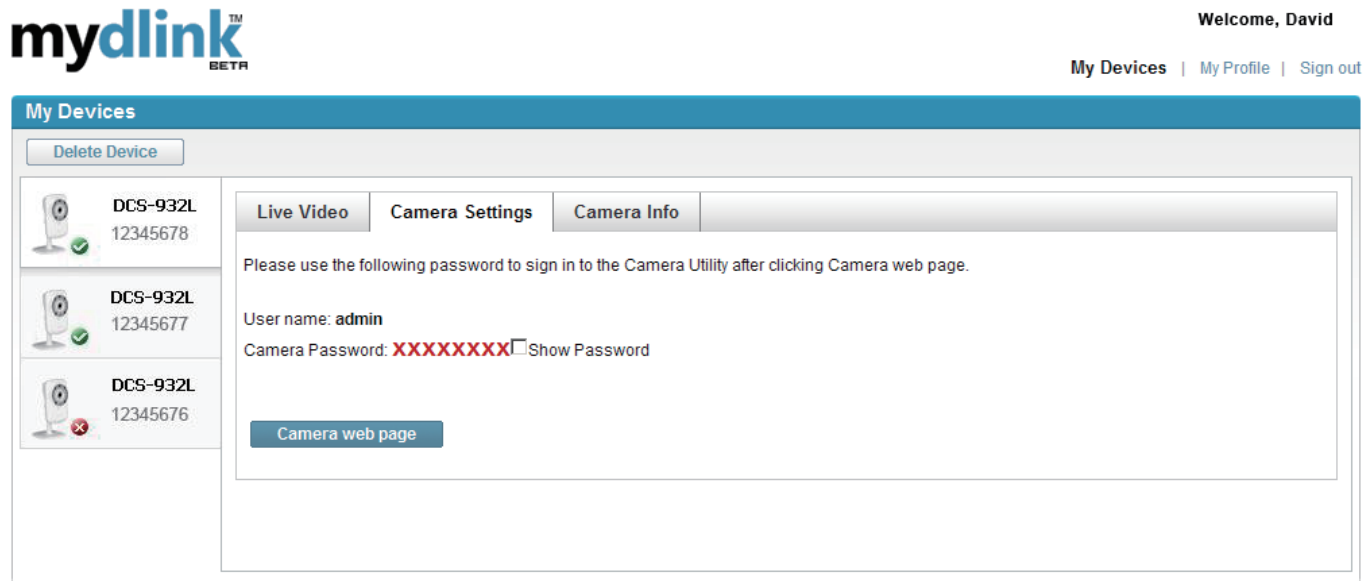 mydlink TM
BETA
Welcome, David
My Devices | My Profile | Sign out
My Devices
Delete Device
DCS-932L
12345678
DCS-932L
12345677
DCS-932L
12345676
Live Video Camera Settings Camera Info
Please use the following password to sign in to the Camera Utility after clicking Camera web page.
User name: admin
Camera Password: XXXXXXXX Show Password
Camera web page